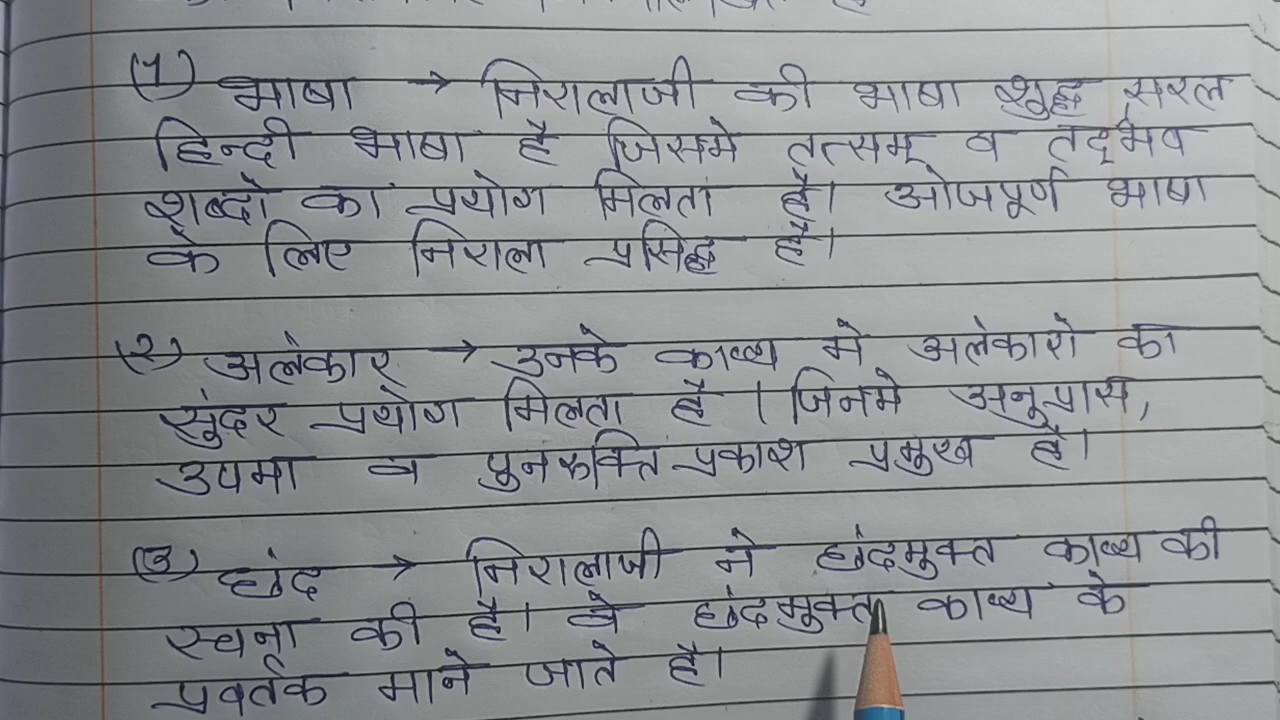 (1) भाषा → निरालाजी की भाषा शुद्ध सरल
हिन्दी भाषा है जिसमे तत्सम् व तद्भव
शब्दों का प्रयोग मिलता है। ओजपूर्ण भाषा
के लिए निराला प्रसिद्ध है।
(२) अलंकार → उनके काव्य मे अलंकारो का
सुंदर प्रयोग मिलता है । जिनमे अनुप्रास,
उपमा व पुनरुक्ति प्रकाश प्रमुख है।
(3) छंद → निरालाजी ने छंदमुक्त काव्य की
रचना की है। वे छंदमुक्त काव्य के
प्रवर्तक माने जाते है।